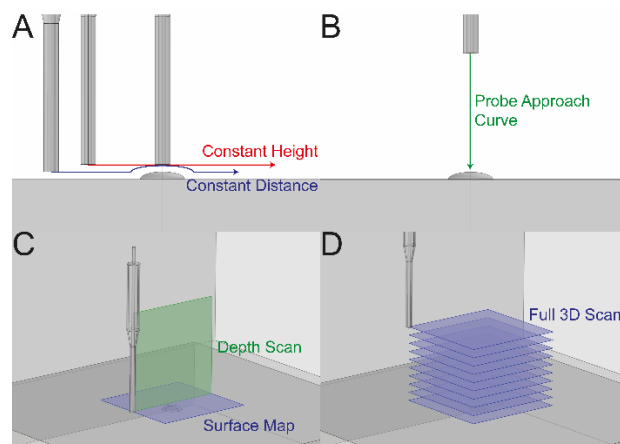 A
B
Probe Approach
Curve
Constant Height
Constant Distance
C
D
Full 3D Scan
Depth Scan
Surface Map